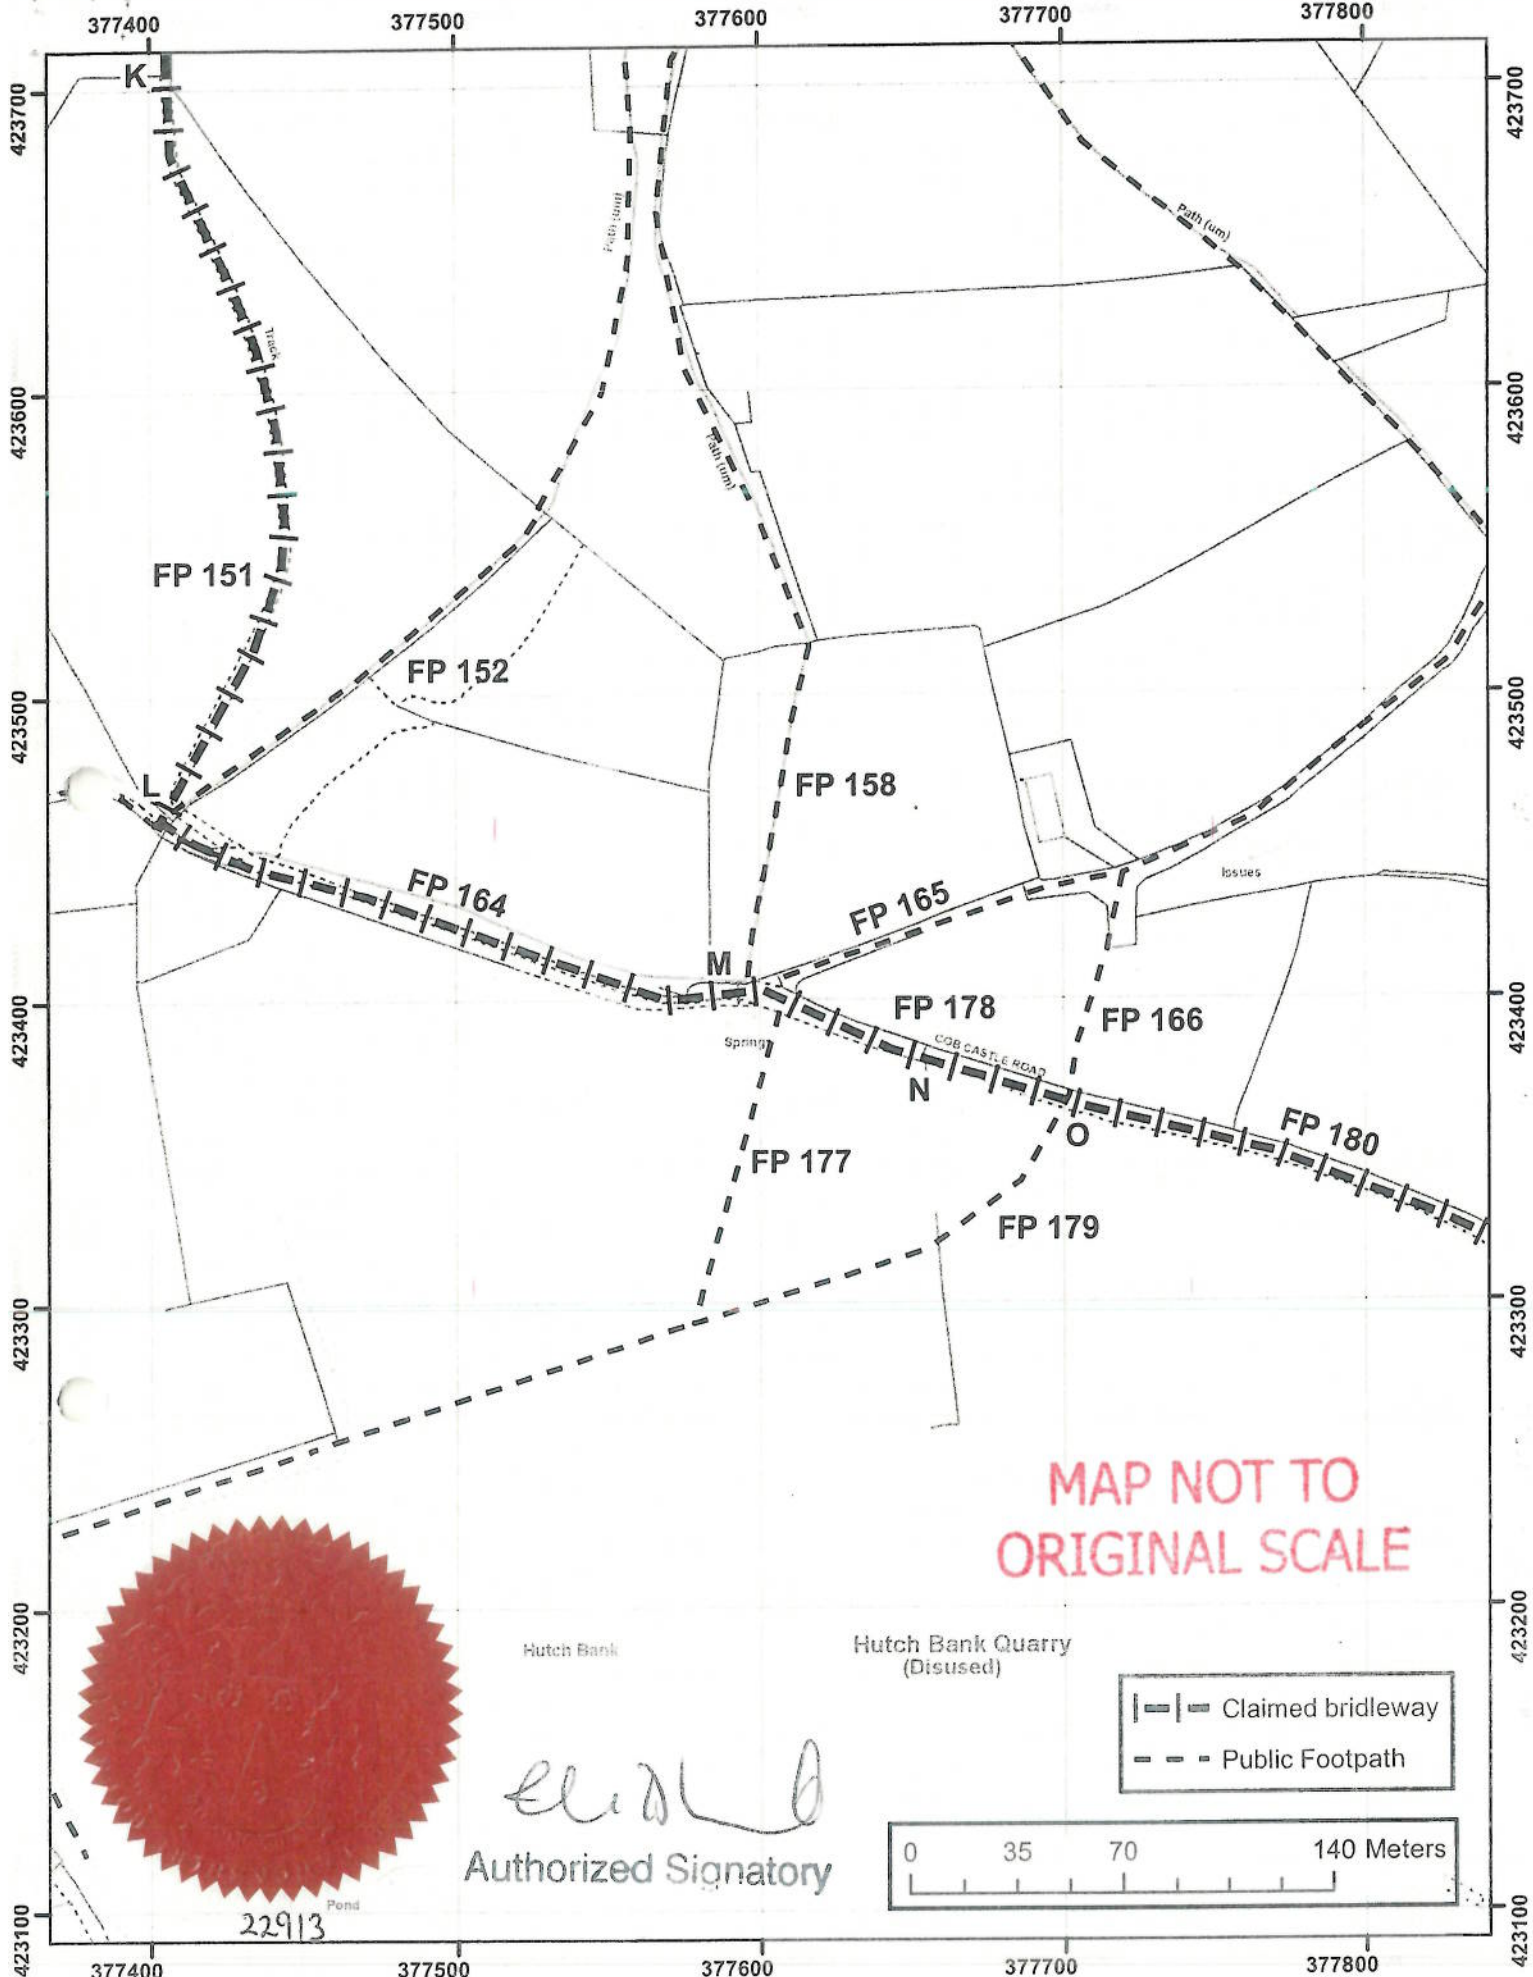 377400
377500
377600
377700
377800
K
423700
423700
Path (um)
Path (um)
Track
423600
423600
Path (um)
FP 151
FP 152
423500
423500
L
FP 158
Issues
FP 164
FP 165
M
423400
FP 178
FP 166
423400
Spring
COB CASTLE ROAD
N
O
FP 180
FP 177
FP 179
423300
423300
MAP NOT TO
ORIGINAL SCALE
423200
423200
Hutch Bank
Hutch Bank Quarry
(Disused)
Claimed bridleway
Public Footpath
Authorized Signatory
0 35 70 140 Meters
Pond
22913
423100
423100
377400
377500
377600
377700
377800